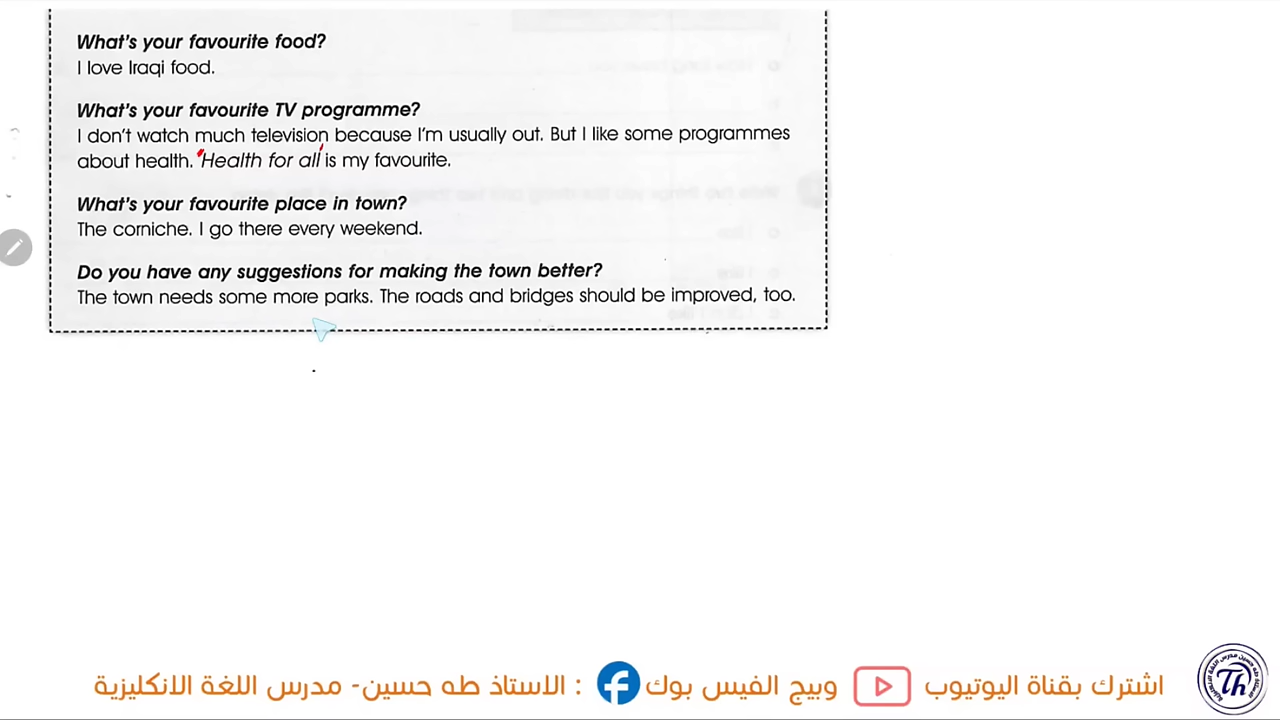 What's your favourite food?
I love Iraqi food.
What's your favourite TV programme?
I don't watch much television because I'm usually out. But I like some programmes
about health. 'Health for all' is my favourite.
What's your favourite place in town?
The corniche. I go there every weekend.
Do you have any suggestions for making the town better?
The town needs some more parks. The roads and bridges should be improved, too.
اشترك بقناة اليوتيوب وبيج الفيس بوك : الاستاذ طه حسين- مدرس اللغة الانكليزية
Th